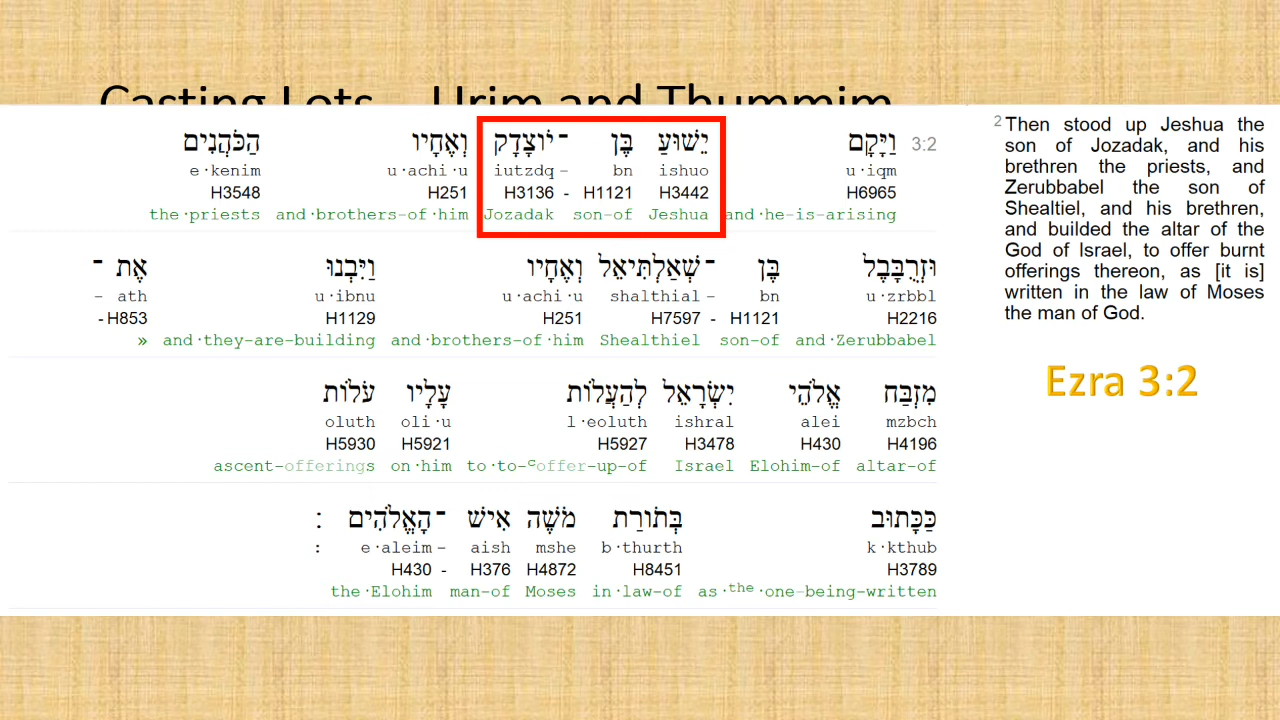 Casting Lots – Urim and Thummim
3:2 וַיָּקָם יֵשׁוּעַ בֶּן ־יוֹצָדָק וְאֶחָיו הַכֹּהֲנִים
e·kenim u·achi·u iutzdq – bn ishuo u·iqm
H3548 H251 H3136 - H1121 H3442 H6965
the·priests and·brothers-of·him Jozadak son-of Jeshua and·he-is-arising
וּזְרֻבָּבֶל בֶּן ־שְׁאַלְתִּיאֵל וְאֶחָיו וַיִּבְנוּ אֶת ־
– ath u·ibnu u·achi·u shalthial – bn u·zrbbl
- H853 H1129 H251 H7597 - H1121 H2216
» and·they-are-building and·brothers-of·him Shealthiel son-of and·Zerubbabel
מִזְבַּח אֱלֹהֵי יִשְׂרָאֵל לְהַעֲלוֹת עָלָיו עֹלוֹת
oluth oli·u l·eoluth ishral alei mzbch
H5930 H5921 H5927 H3478 H430 H4196
ascent-offerings on·him to·to-coffer-up-of Israel Elohim-of altar-of
כַּכָּתוּב בְּתוֹרַת מֹשֶׁה אִישׁ ־הָאֱלֹהִים :
: e·aleim – aish mshe b·thurth k·kthub
H430 - H376 H4872 H8451 H3789
the·Elohim man-of Moses in·law-of as·the·one-being-written
2 Then stood up Jeshua the
son of Jozadak, and his
brethren the priests, and
Zerubbabel the son of
Shealtiel, and his brethren,
and builded the altar of the
God of Israel, to offer burnt
offerings thereon, as [it is]
written in the law of Moses
the man of God.
Ezra 3:2